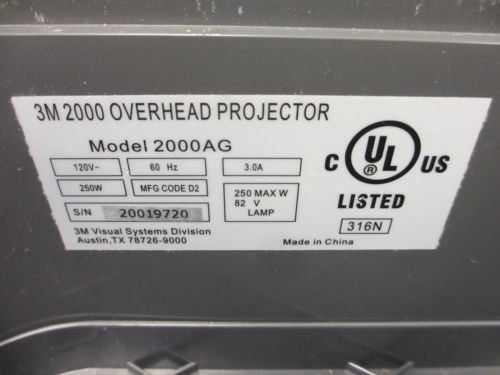 3M 2000 OVERHEAD PROJECTOR
Model 2000AG
120V~ 60 Hz 3.0A
250W MFG CODE D2
250 MAX W
82 V
LAMP
S/N 20019720
3M Visual Systems Division
Austin,TX 78726-9000
Made in China
C UL ® US
LISTED
316N